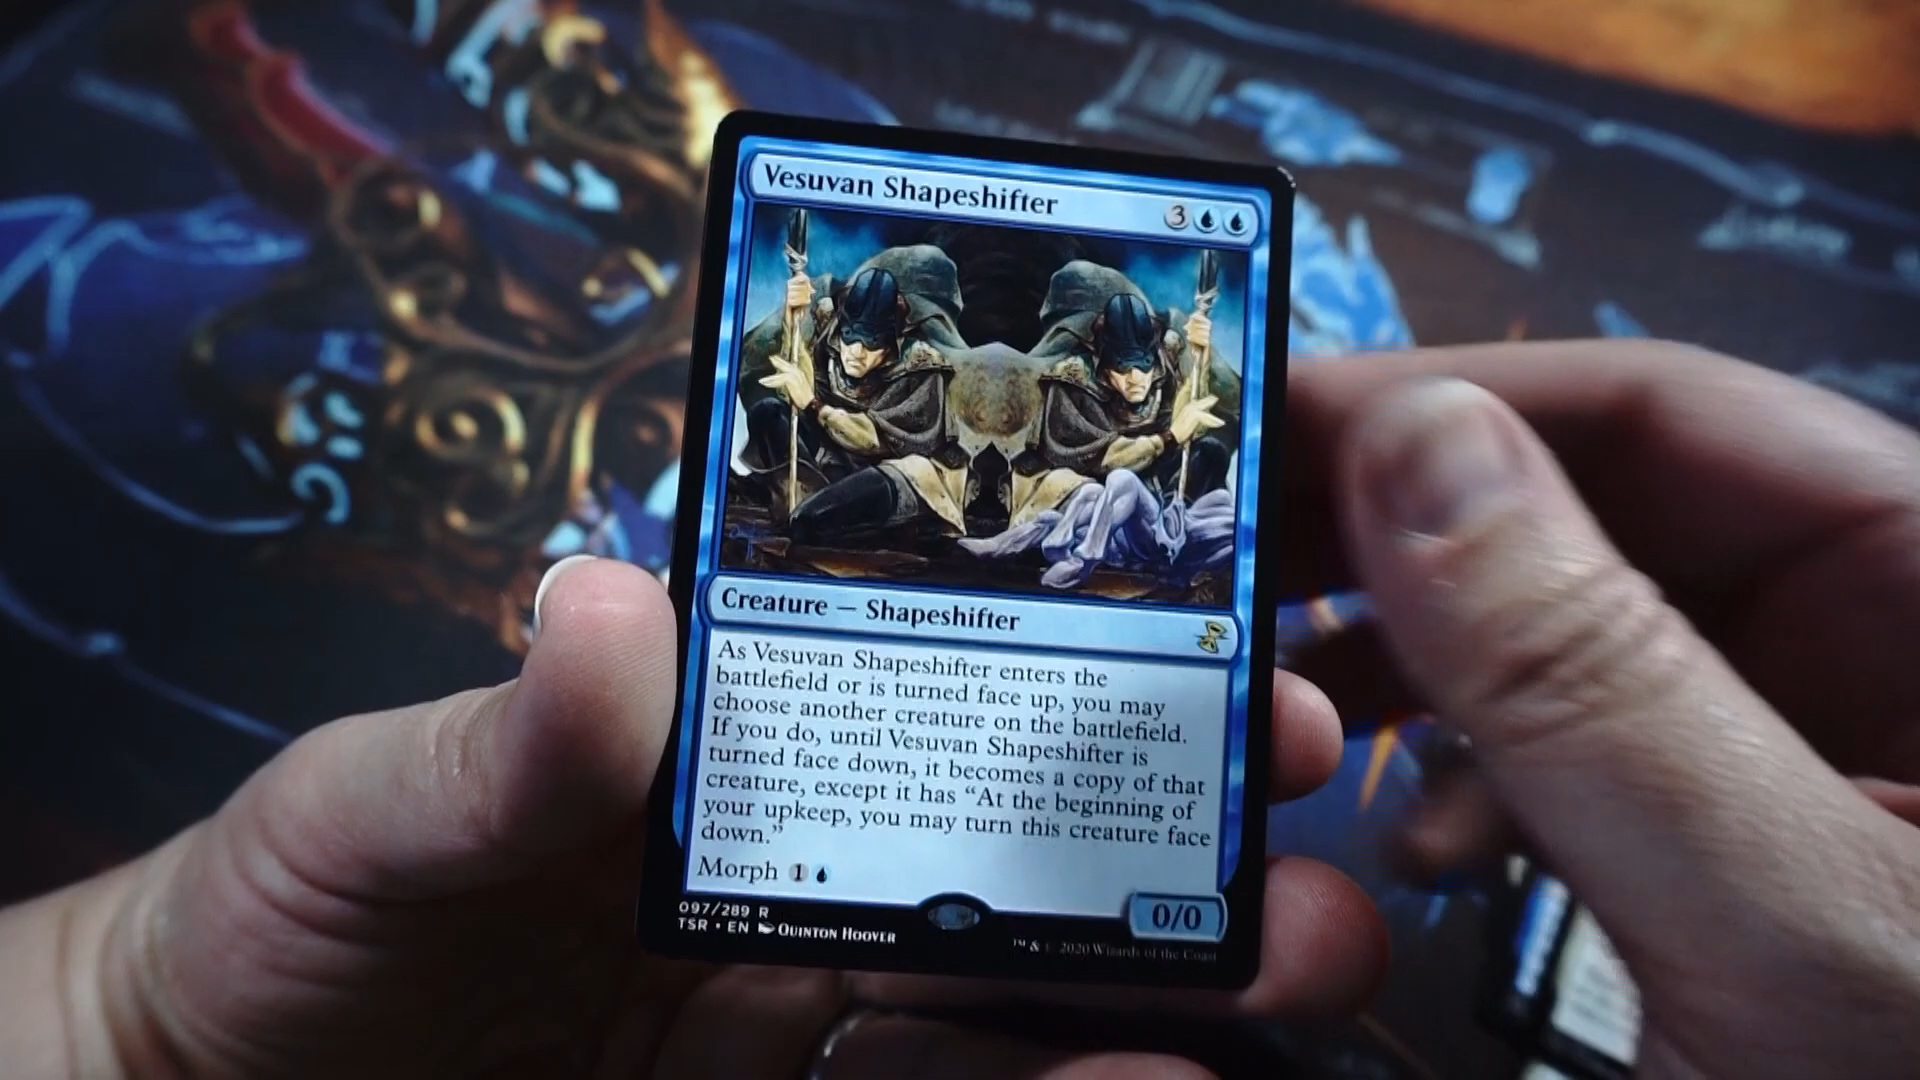 Vesuvan Shapeshifter
3
Creature — Shapeshifter
As Vesuvan Shapeshifter enters the
battlefield or is turned face up, you may
choose another creature on the battlefield.
If you do, until Vesuvan Shapeshifter is
turned face down, it becomes a copy of that
creature, except it has “At the beginning of
your upkeep, you may turn this creature face
down.”
Morph 1
0/0
097/289 R
TSR • EN Quinton Hoover
™ & © 2020 Wizards of the Coast